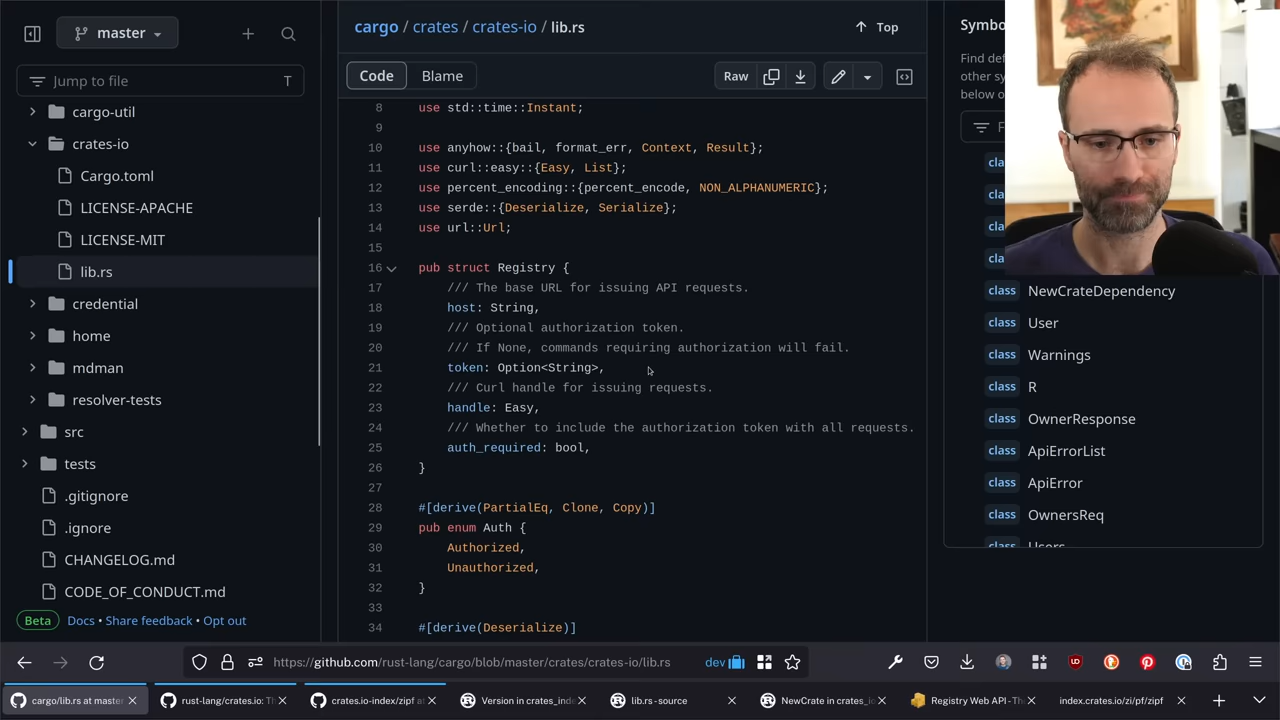 master
Jump to file
T
cargo-util
crates-io
Cargo.toml
LICENSE-APACHE
LICENSE-MIT
lib.rs
credential
home
mdman
resolver-tests
src
tests
.gitignore
.ignore
CHANGELOG.md
CODE_OF_CONDUCT.md
Beta Docs • Share feedback • Opt out
cargo / crates / crates-io / lib.rs
Top
Code Blame
Raw
8 use std::time::Instant;
9
10 use anyhow::{bail, format_err, Context, Result};
11 use curl::easy::{Easy, List};
12 use percent_encoding::{percent_encode, NON_ALPHANUMERIC};
13 use serde::{Deserialize, Serialize};
14 use url::Url;
15
16 pub struct Registry {
17 /// The base URL for issuing API requests.
18 host: String,
19 /// Optional authorization token.
20 /// If None, commands requiring authorization will fail.
21 token: Option<String>,
22 /// Curl handle for issuing requests.
23 handle: Easy,
24 /// Whether to include the authorization token with all requests.
25 auth_required: bool,
26 }
27
28 #[derive(PartialEq, Clone, Copy)]
29 pub enum Auth {
30 Authorized,
31 Unauthorized,
32 }
33
34 #[derive(Deserialize)]
Symbo
Find def
other sy
below o
F
clas
clas
clas
clas
class NewCrateDependency
class User
class Warnings
class R
class OwnerResponse
class ApiErrorList
class ApiError
class OwnersReq
class Users
https://github.com/rust-lang/cargo/blob/master/crates/crates-io/lib.rs
dev
cargo/lib.rs at master
rust-lang/crates.io: Th
crates.io-index/zipf at
Version in crates_inde
lib.rs - source
NewCrate in crates_io
Registry Web API - The
index.crates.io/zi/pf/zipf